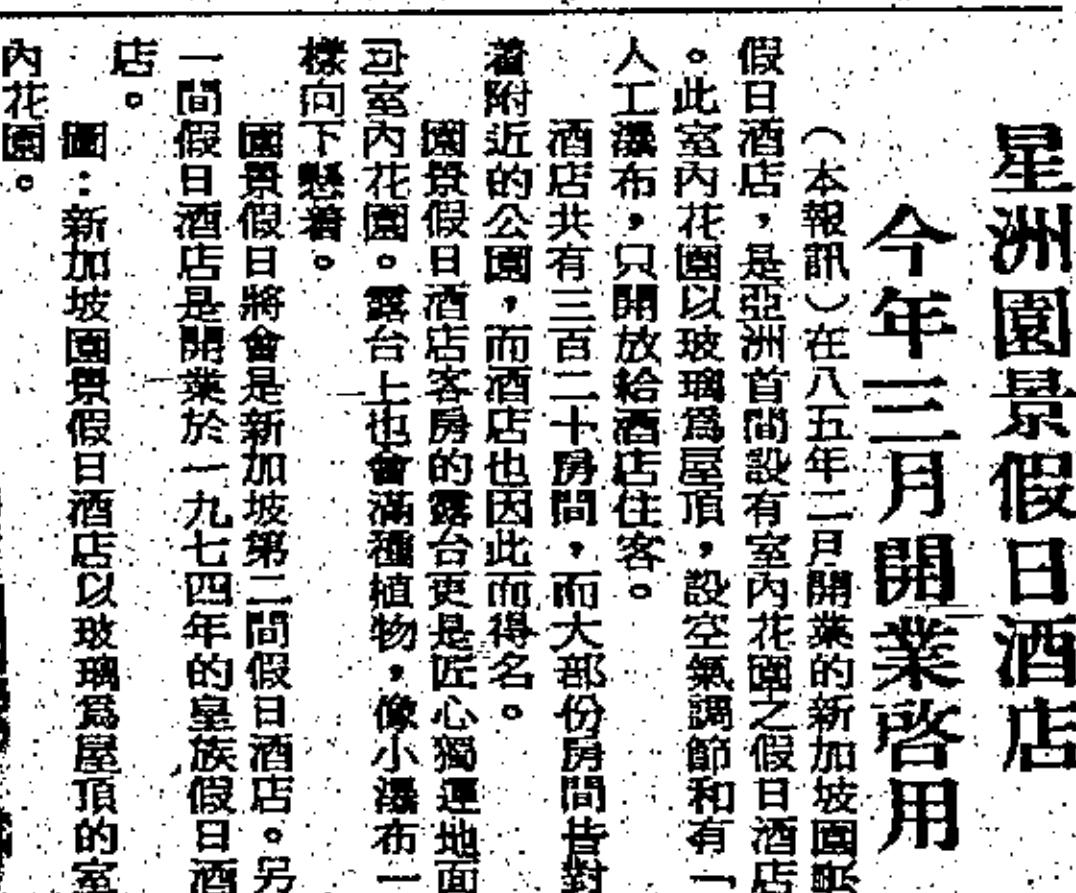 星洲園景假日酒店
今年三月開業啓用
（本報訊）在八五年二月開業的新加坡園景
假日酒店，是亞洲首間設有室內花園之假日酒店
。此室內花園以玻璃爲屋頂，設空氣調節和有一
人工瀑布，只開放給酒店住客。
酒店共有三百二十房間，而大部份房間皆對
着附近的公園，而酒店也因此而得名。
園景假日酒店客房的露台更是匠心獨運地面
室內花園。露台上也會滿種植物，像小瀑布一
樣向下懸着。
園景假日將會是新加坡第二間假日酒店。另
一間假日酒店是開業於一九七四年的皇族假日酒
店。
圖：新加坡園景假日酒店以玻璃爲屋頂的室
內花園。